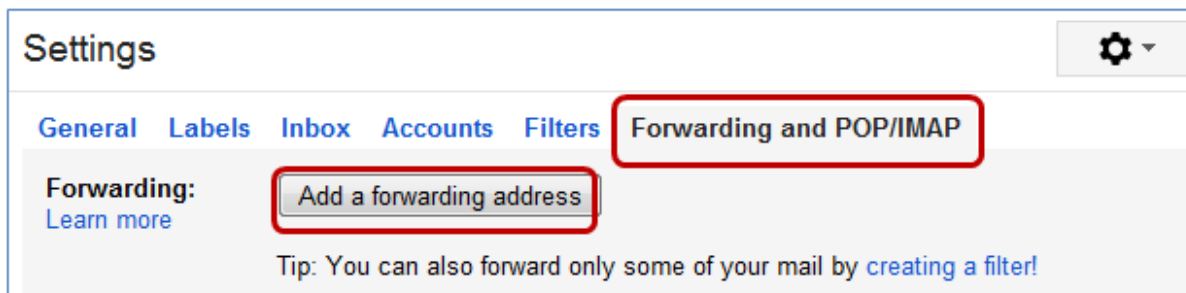 Settings
General Labels Inbox Accounts Filters Forwarding and POP/IMAP
Forwarding: Add a forwarding address
Learn more
Tip: You can also forward only some of your mail by creating a filter!